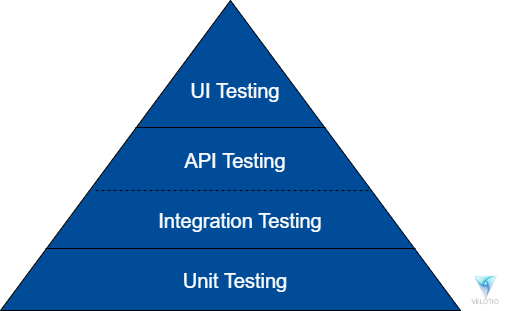 UI Testing
API Testing
Integration Testing
Unit Testing
VELOTIO